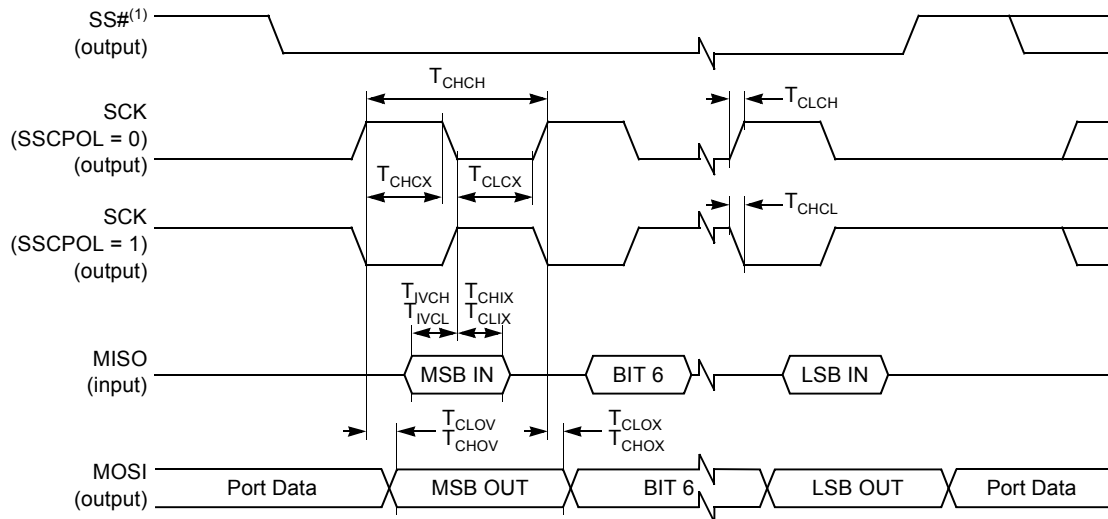 SS#(1)
(output)
TCHCH
TCLCH
SCK
(SSCPOL = 0)
(output)
TCHCX
TCLCX
TCHCL
SCK
(SSCPOL = 1)
(output)
TIVCH
TIVCL
TCHIX
TCLIX
MISO
(input)
MSB IN
BIT 6
LSB IN
TCLOV
TCHOV
TCLOX
TCHOX
MOSI
(output)
Port Data
MSB OUT
BIT 6
LSB OUT
Port Data